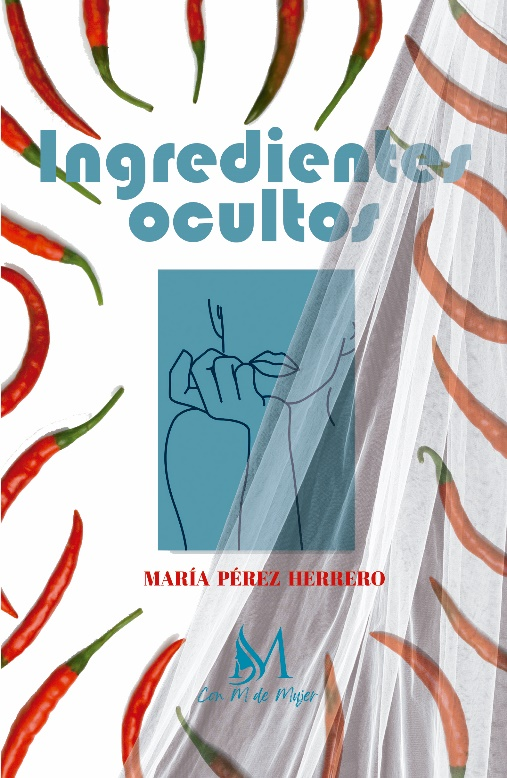 Ingredientes
ocultos
MARÍA PÉREZ HERRERO
M
Con M de Mujer